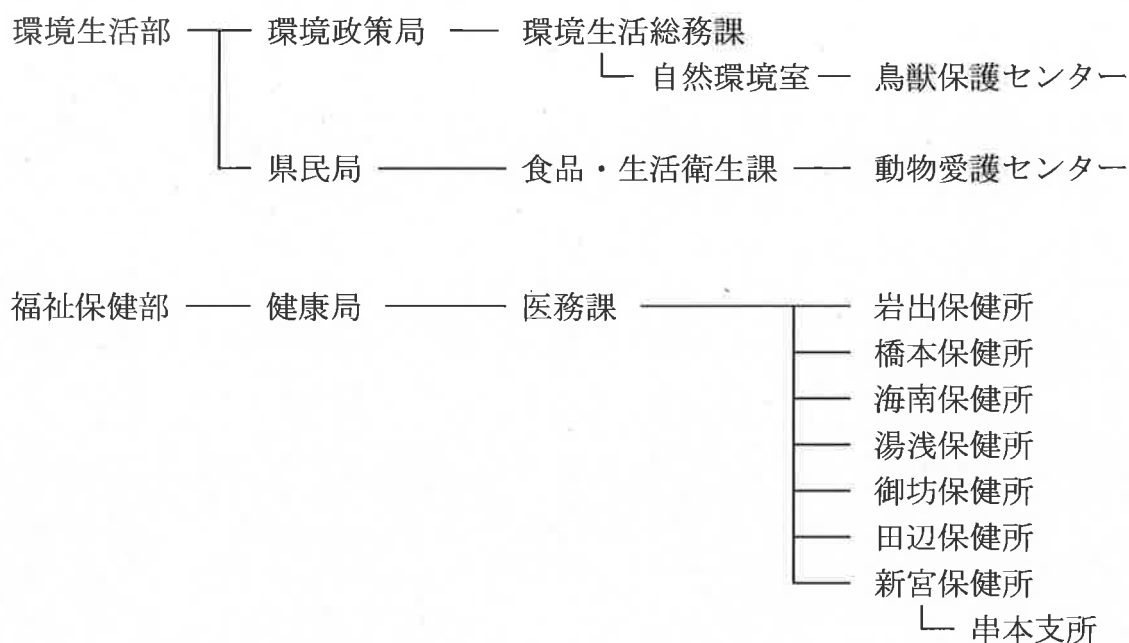 環境生活部 環境政策局 環境生活総務課
自然環境室 鳥獣保護センター
県民局 食品・生活衛生課 動物愛護センター
福祉保健部 健康局 医務課 岩出保健所
橋本保健所
海南保健所
湯浅保健所
御坊保健所
田辺保健所
新宮保健所
串本支所